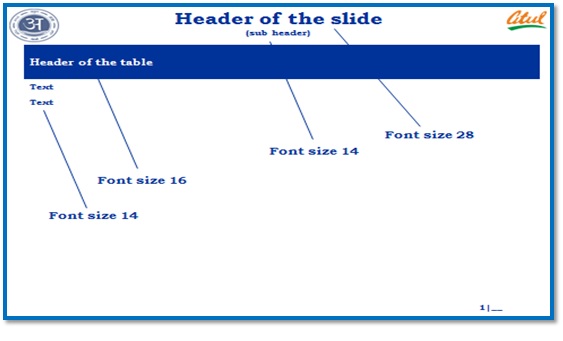 अ
Header of the slide
Atul
(sub header)
Header of the table
Text
Text
Font size 28
Font size 14
Font size 16
Font size 14
1|__